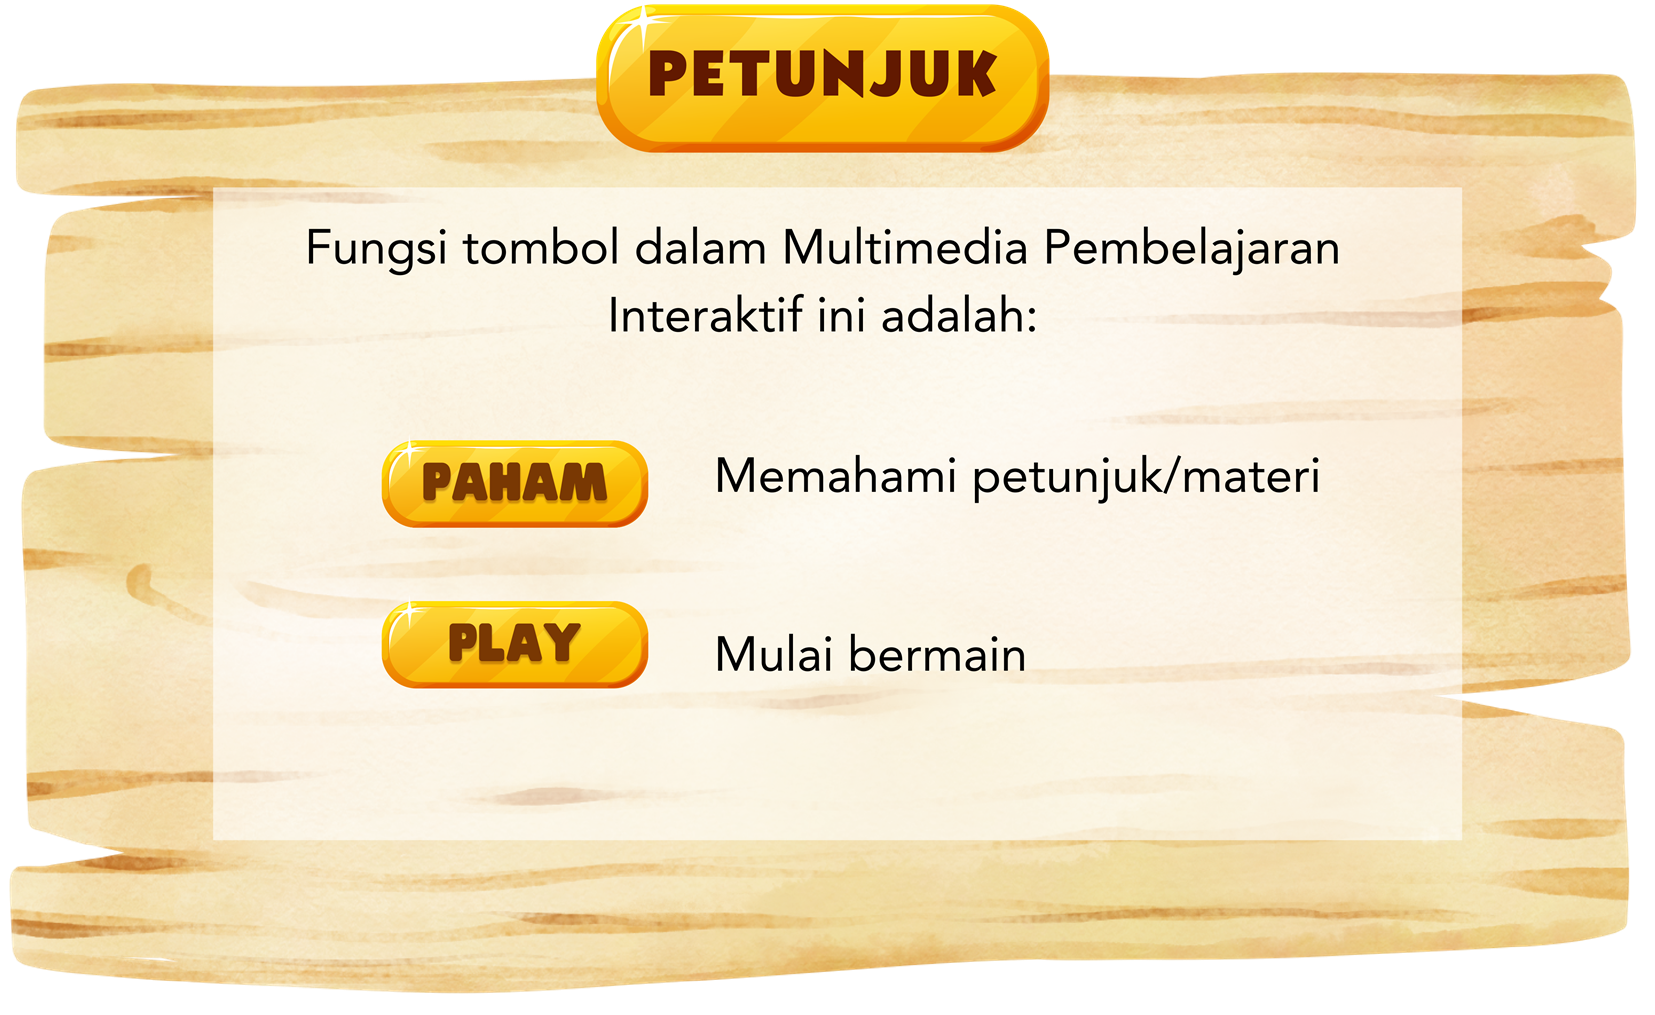 PETUNJUK
Fungsi tombol dalam Multimedia Pembelajaran
Interaktif ini adalah:
PAHAM
Memahami petunjuk/materi
PLAY
Mulai bermain